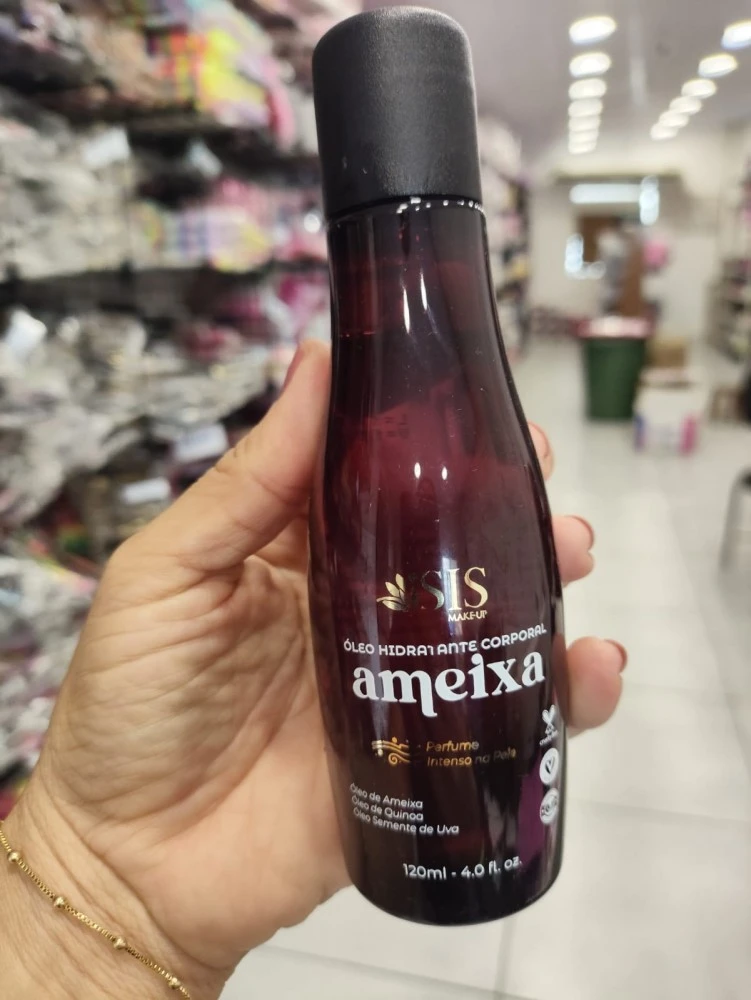 SIS
MAKE-UP
ÓLEO HIDRATANTE CORPORAL
ameixa
Perfume
Intenso na Pele
Óleo de Ameixa
Óleo de Quinoa
Óleo Semente de Uva
120ml - 4.0 fl. oz.